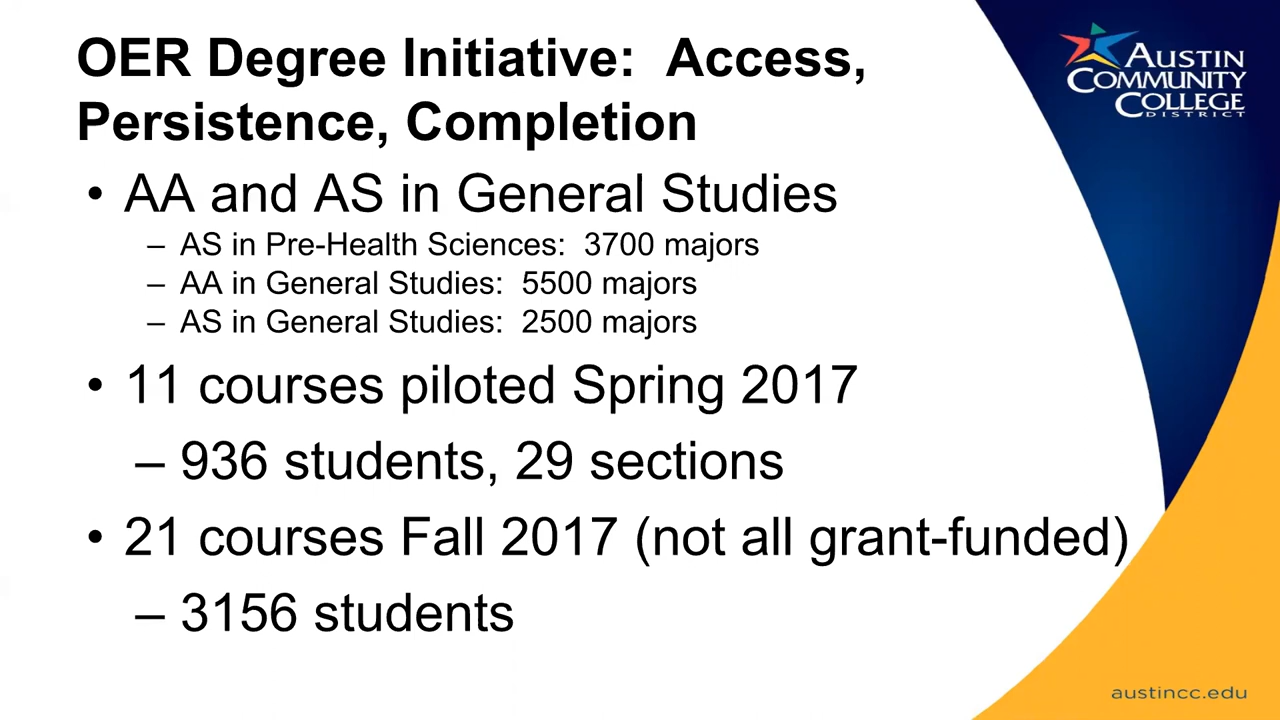 OER Degree Initiative:  Access,
Persistence, Completion
• AA and AS in General Studies
– AS in Pre-Health Sciences:  3700 majors
– AA in General Studies:  5500 majors
– AS in General Studies:  2500 majors
• 11 courses piloted Spring 2017
– 936 students, 29 sections
• 21 courses Fall 2017 (not all grant-funded)
– 3156 students
AUSTIN
COMMUNITY
COLLEGE
DISTRICT
austincc.edu